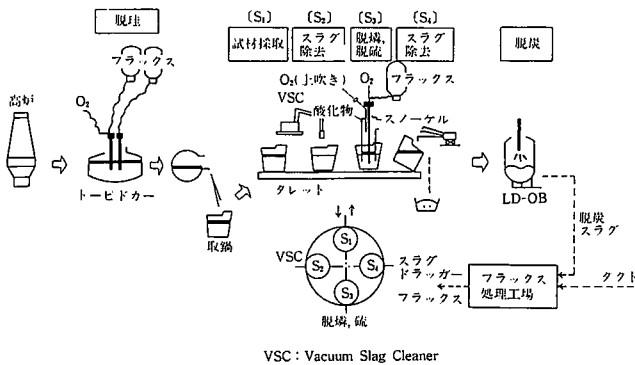 脱珪
〔S₁〕
〔S₂〕
〔S₃〕
〔S₄〕
試材採取
スラグ
除去
脱燐,
脱硫
スラグ
除去
脱炭
フラックス
高炉
O₂
トーピドカー
取鍋
O₂(上吹き)
O₂
フラックス
VSC
酸化物
スノーケル
タレット
LD-OB
脱炭
スラグ
VSC
S₁
S₂
S₄
S₃
スラグ
ドラッガー
フラックス
脱燐, 硫
フラックス
処理工場
タクト
VSC : Vacuum Slag Cleaner